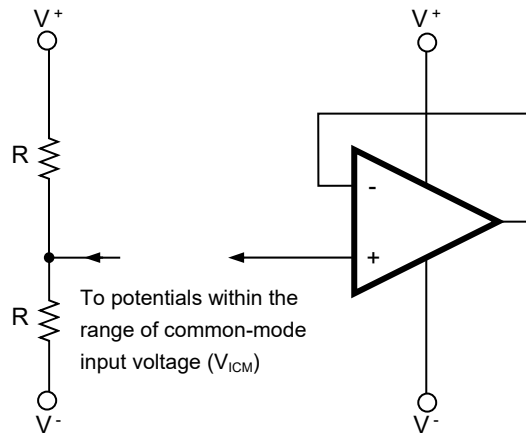 V+
V+
R
-
+
R
To potentials within the
range of common-mode
input voltage (VICM)
V-
V-